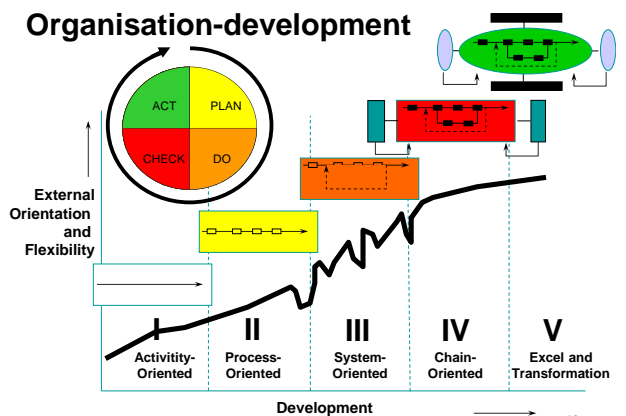 Organisation-development
ACT
PLAN
CHECK
DO
External
Orientation
and
Flexibility
I
II
III
IV
V
Activitity-
Oriented
Process-
Oriented
System-
Oriented
Chain-
Oriented
Excel and
Transformation
Development